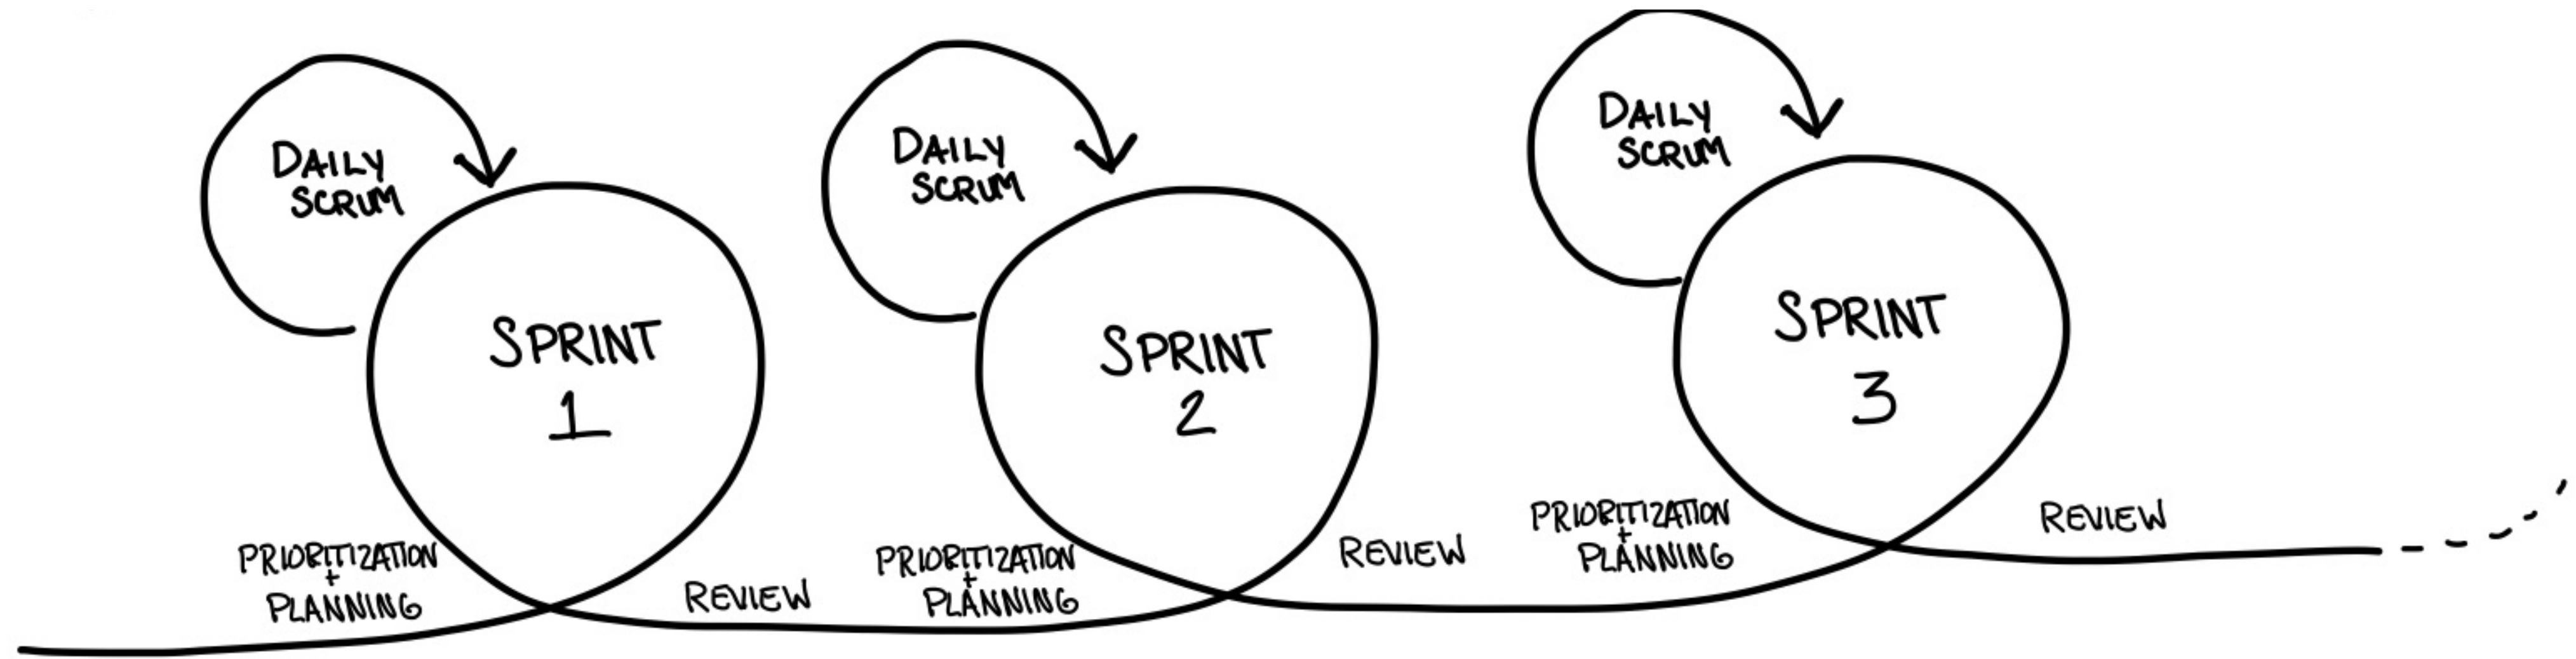 DAILY
SCRUM
SPRINT
1
PRIORITIZATION
+
PLANNING
REVIEW
DAILY
SCRUM
SPRINT
2
PRIORITIZATION
+
PLANNING
REVIEW
DAILY
SCRUM
SPRINT
3
PRIORITIZATION
+
PLANNING
REVIEW